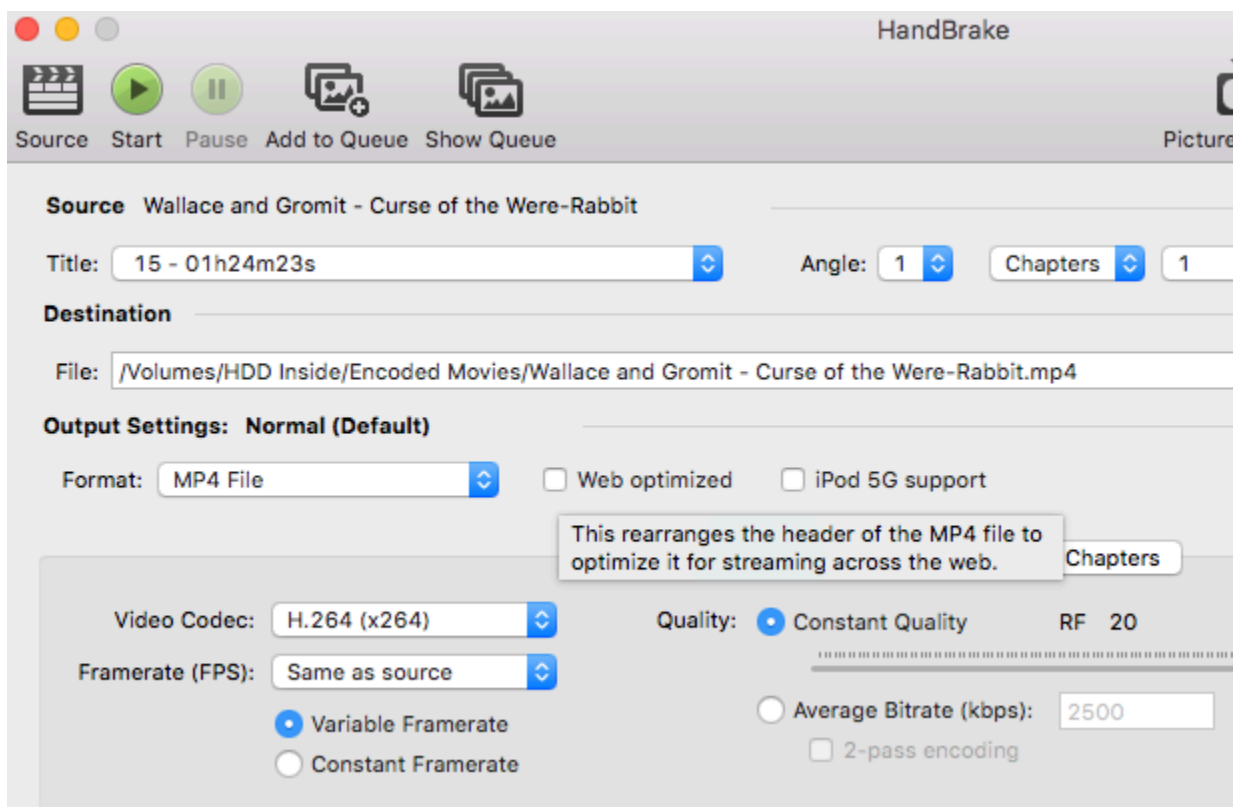 HandBrake
Source Start Pause Add to Queue Show Queue Picture
Source Wallace and Gromit - Curse of the Were-Rabbit
Title: 15 - 01h24m23s Angle: 1 Chapters 1
Destination
File: /Volumes/HDD Inside/Encoded Movies/Wallace and Gromit - Curse of the Were-Rabbit.mp4
Output Settings: Normal (Default)
Format: MP4 File Web optimized iPod 5G support
This rearranges the header of the MP4 file to
optimize it for streaming across the web.
Chapters
Video Codec: H.264 (x264) Quality: Constant Quality RF 20
Framerate (FPS): Same as source
Variable Framerate Average Bitrate (kbps): 2500
Constant Framerate 2-pass encoding